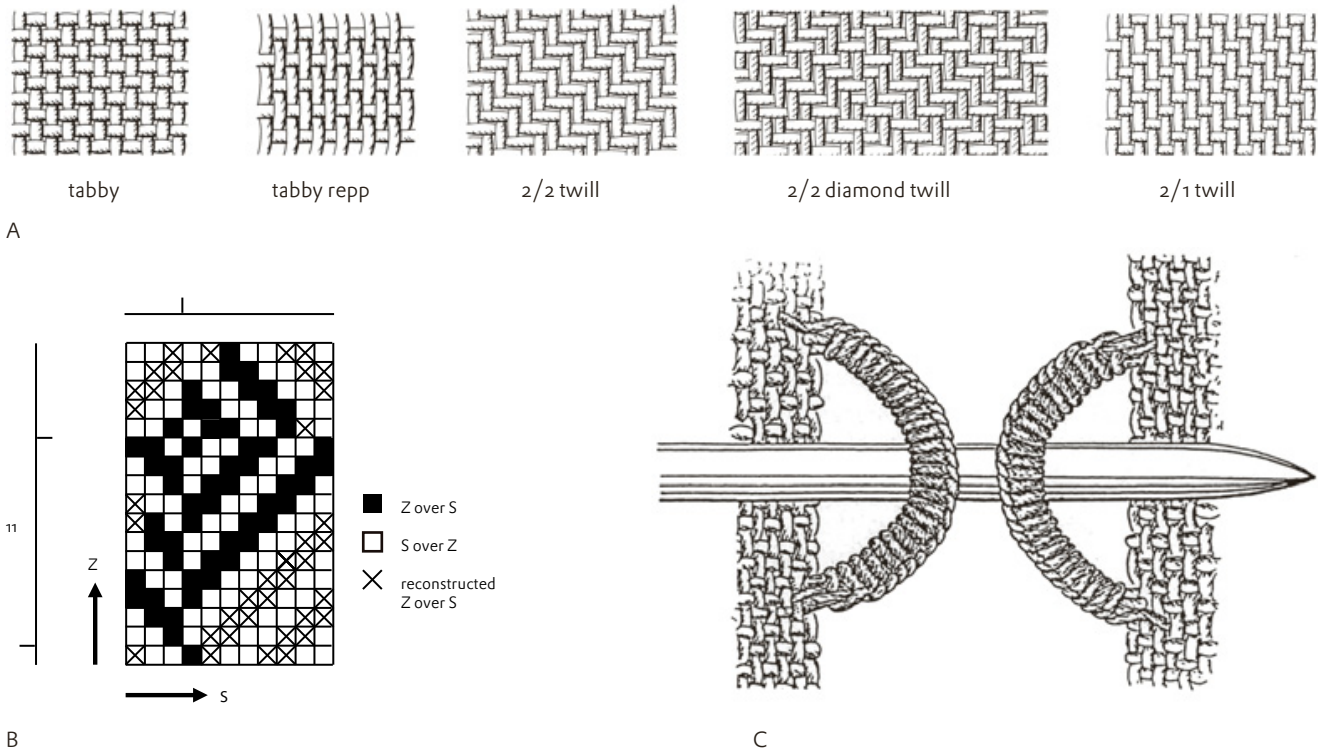 tabby
tabby repp
2/2 twill
2/2 diamond twill
2/1 twill
A
11
Z
S
Z over S
S over Z
reconstructed
Z over S
B
C